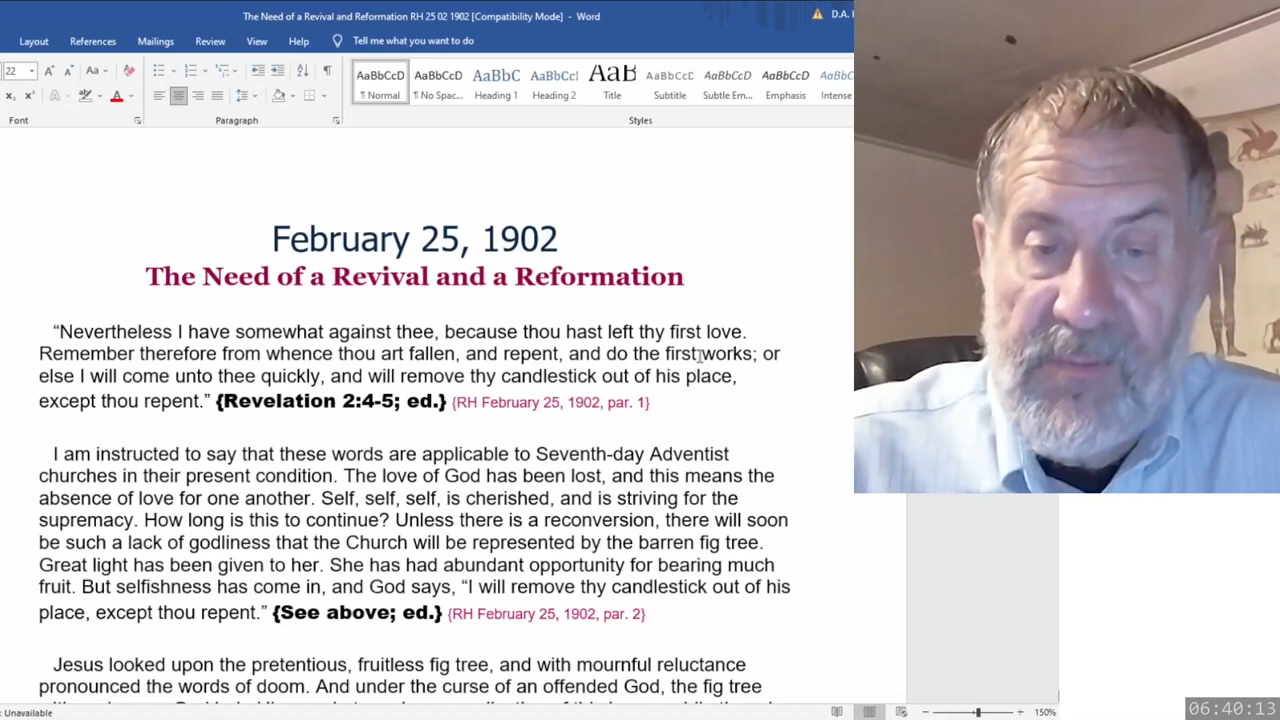 The Need of a Revival and Reformation RH 25 02 1902 [Compatibility Mode] - Word
D.A.
Layout References Mailings Review View Help Tell me what you want to do
22 Aa
AaBbCcD AaBbCcD AaBbC AaBbCcI AaB AaBbCcD AaBbCcD AaBbCcD AaBbC
¶ Normal ¶ No Spac... Heading 1 Heading 2 Title Subtitle Subtle Em... Emphasis Intense
Font Paragraph Styles
February 25, 1902
The Need of a Revival and a Reformation
“Nevertheless I have somewhat against thee, because thou hast left thy first love.
Remember therefore from whence thou art fallen, and repent, and do the first works; or
else I will come unto thee quickly, and will remove thy candlestick out of his place,
except thou repent.” {Revelation 2:4-5; ed.} {RH February 25, 1902, par. 1}
I am instructed to say that these words are applicable to Seventh-day Adventist
churches in their present condition. The love of God has been lost, and this means the
absence of love for one another. Self, self, self, is cherished, and is striving for the
supremacy. How long is this to continue? Unless there is a reconversion, there will soon
be such a lack of godliness that the Church will be represented by the barren fig tree.
Great light has been given to her. She has had abundant opportunity for bearing much
fruit. But selfishness has come in, and God says, “I will remove thy candlestick out of his
place, except thou repent.” {See above; ed.} {RH February 25, 1902, par. 2}
Jesus looked upon the pretentious, fruitless fig tree, and with mournful reluctance
pronounced the words of doom. And under the curse of an offended God, the fig tree
: Unavailable 150%
06:40:13